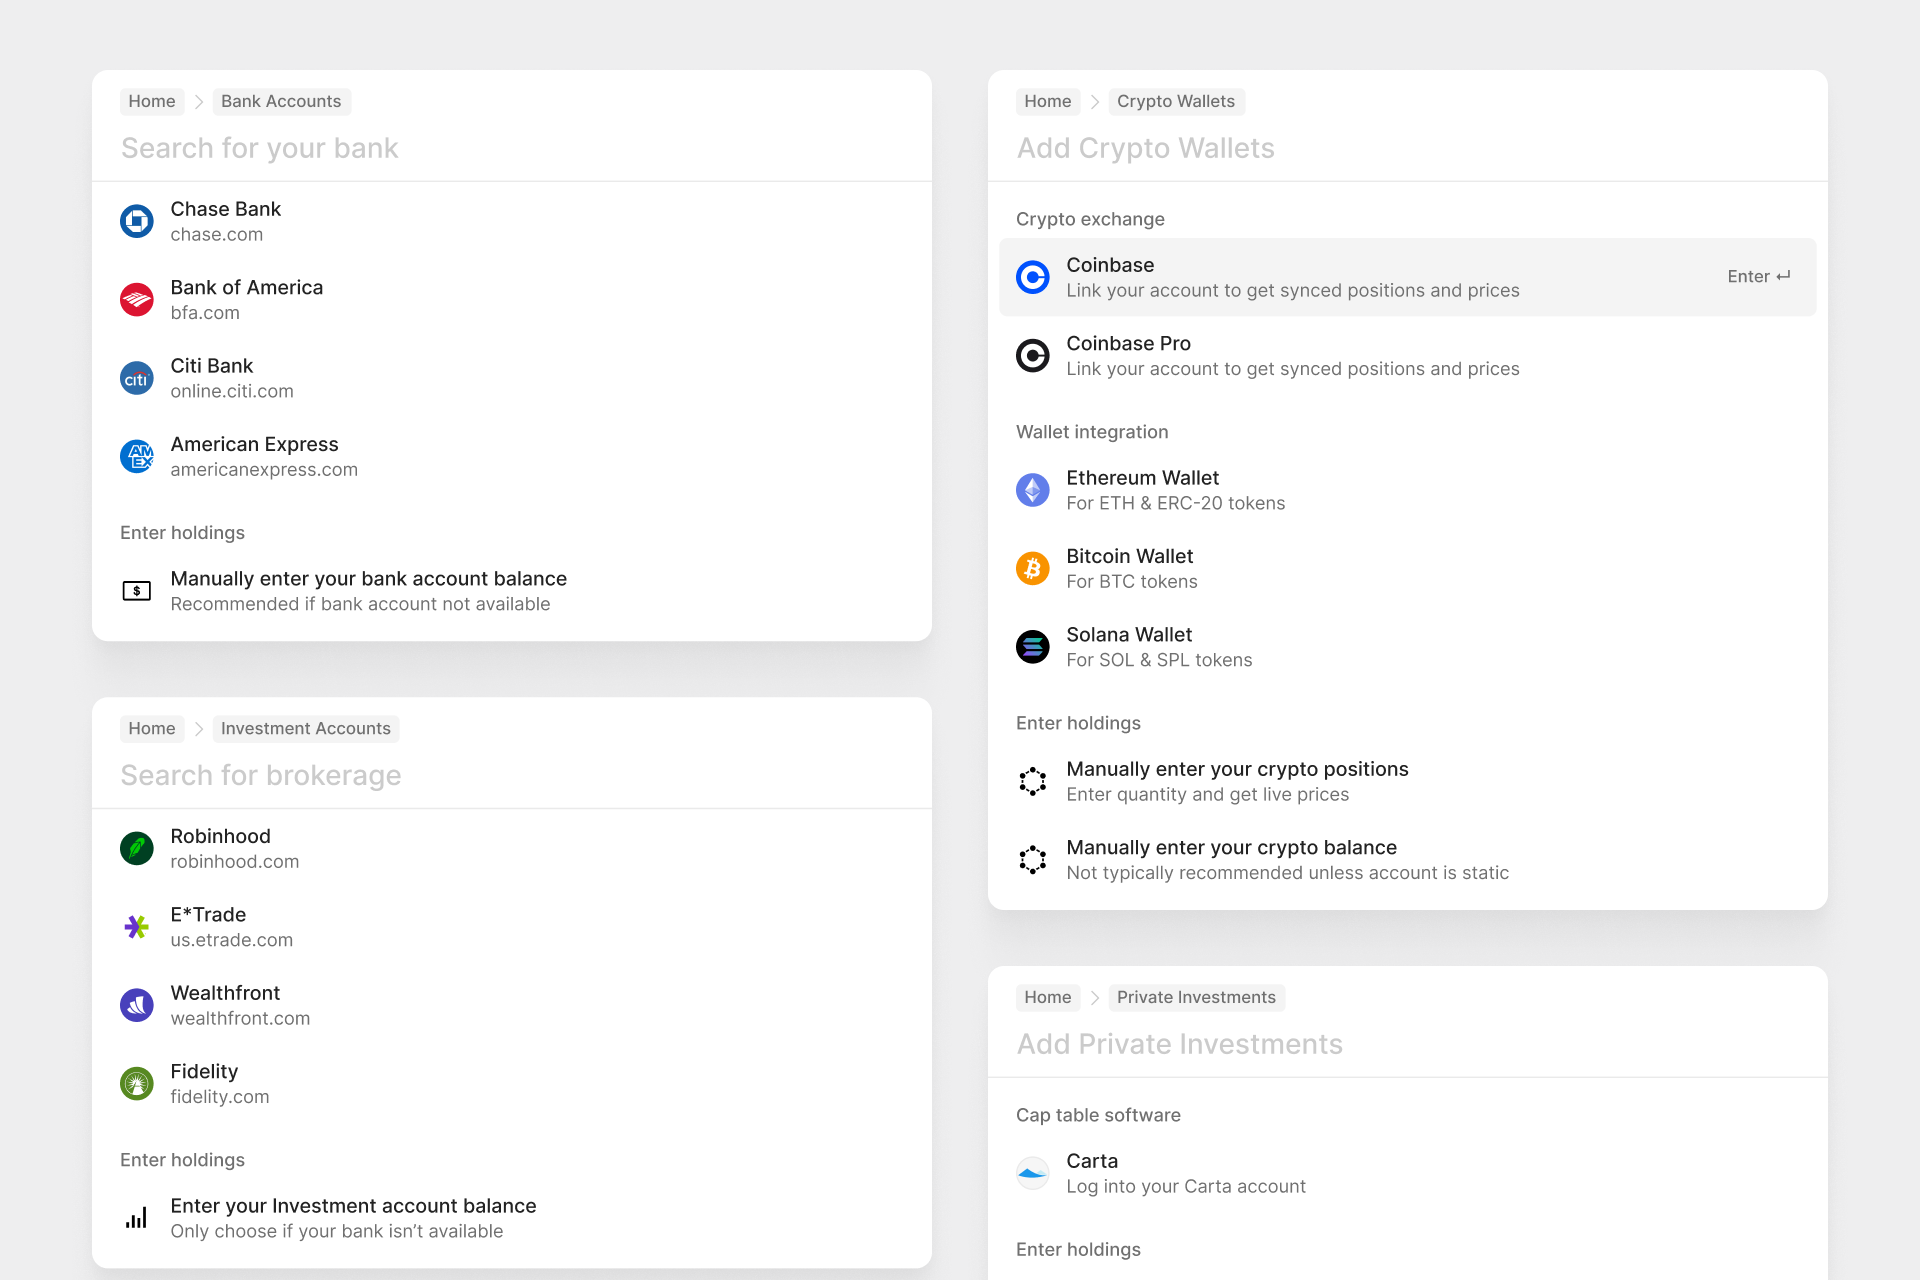 Home
Bank Accounts
Search for your bank
Chase Bank
chase.com
Bank of America
bfa.com
citi
Citi Bank
online.citi.com
AM
EX
American Express
americanexpress.com
Enter holdings
$
Manually enter your bank account balance
Recommended if bank account not available
Home
Investment Accounts
Search for brokerage
Robinhood
robinhood.com
E*Trade
us.etrade.com
Wealthfront
wealthfront.com
Fidelity
fidelity.com
Enter holdings
Enter your Investment account balance
Only choose if your bank isn’t available
Home
Crypto Wallets
Add Crypto Wallets
Crypto exchange
Coinbase
Link your account to get synced positions and prices
Enter ↵
Coinbase Pro
Link your account to get synced positions and prices
Wallet integration
Ethereum Wallet
For ETH & ERC-20 tokens
Bitcoin Wallet
For BTC tokens
Solana Wallet
For SOL & SPL tokens
Enter holdings
Manually enter your crypto positions
Enter quantity and get live prices
Manually enter your crypto balance
Not typically recommended unless account is static
Home
Private Investments
Add Private Investments
Cap table software
Carta
Log into your Carta account
Enter holdings